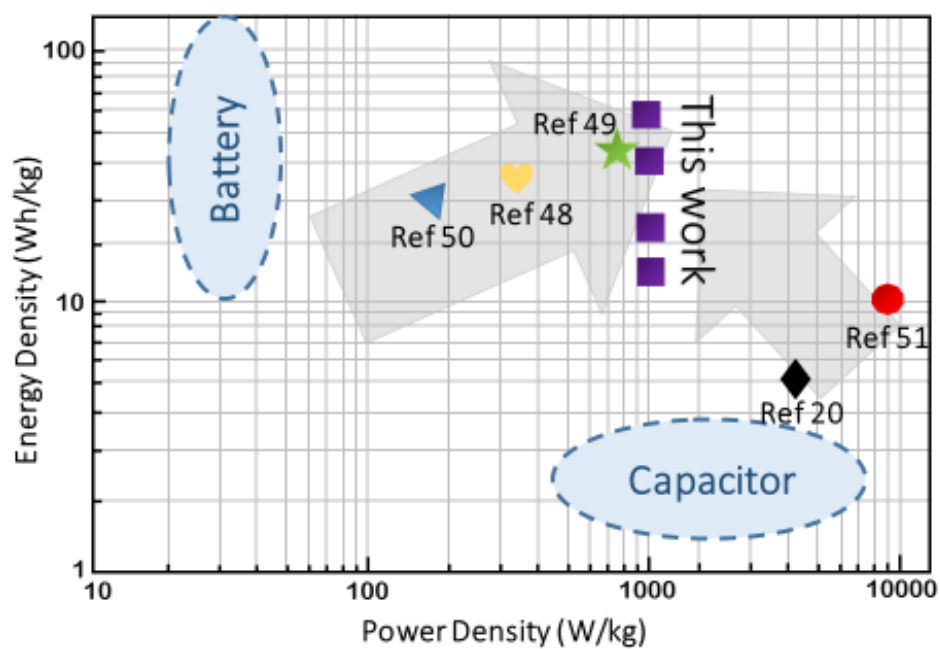 100
10
1
Energy Density (Wh/kg)
Battery
Ref 49
Ref 48
Ref 50
This work
Ref 51
Ref 20
Capacitor
10
100
1000
10000
Power Density (W/kg)